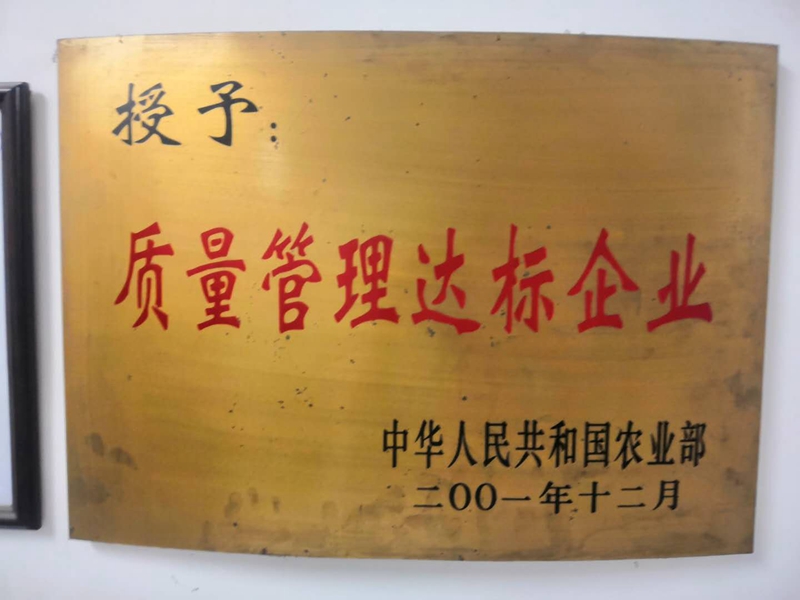 授予：
质量管理达标企业
中华人民共和国农业部
二00一年十二月